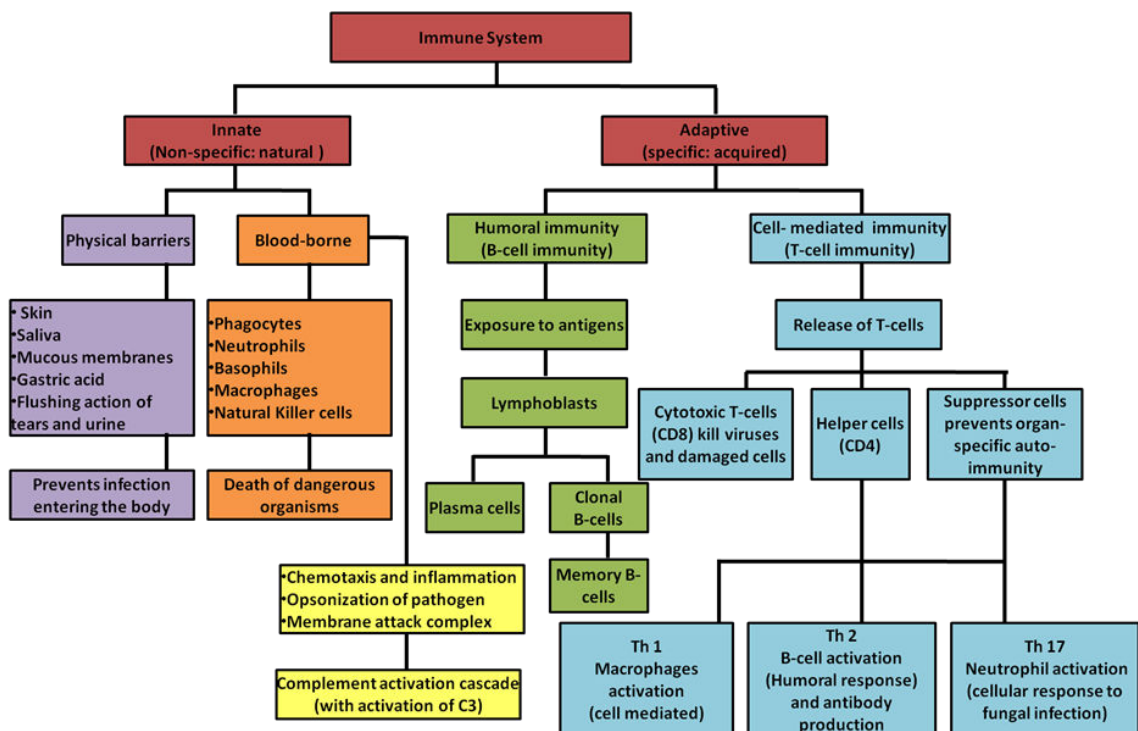 Immune System
Innate
(Non-specific: natural )
Adaptive
(specific: acquired)
Physical barriers
Blood-borne
Humoral immunity
(B-cell immunity)
Cell- mediated immunity
(T-cell immunity)
• Skin
•Saliva
•Mucous membranes
•Gastric acid
•Flushing action of
tears and urine
•Phagocytes
•Neutrophils
•Basophils
•Macrophages
•Natural Killer cells
Exposure to antigens
Release of T-cells
Lymphoblasts
Cytotoxic T-cells
(CD8) kill viruses
and damaged cells
Helper cells
(CD4)
Suppressor cells
prevents organ-
specific auto-
immunity
Prevents infection
entering the body
Death of dangerous
organisms
Plasma cells
Clonal
B-cells
Memory B-
cells
•Chemotaxis and inflammation
•Opsonization of pathogen
•Membrane attack complex
Complement activation cascade
(with activation of C3)
Th 1
Macrophages
activation
(cell mediated)
Th 2
B-cell activation
(Humoral response)
and antibody
production
Th 17
Neutrophil activation
(cellular response to
fungal infection)